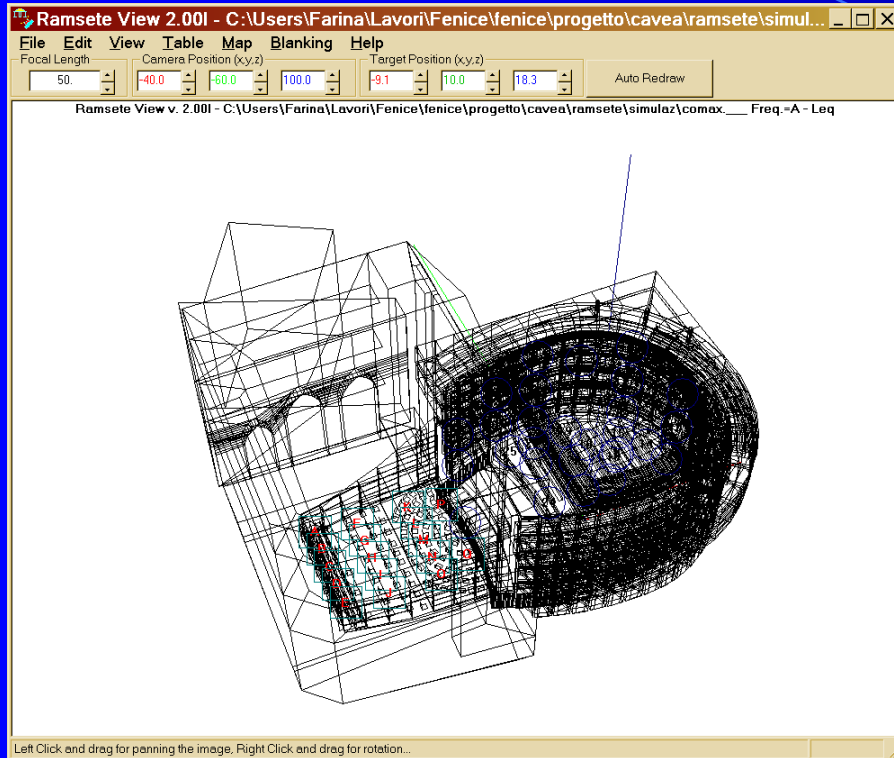 Ramsete View 2.00l - C:\Users\Farina\Lavori\Fenice\fenice\progetto\cavea\ramsete\simul...
File Edit View Table Map Blanking Help
Focal Length Camera Position (x,y,z) Target Position (x,y,z)
50. -40.0 -60.0 100.0 -9.1 10.0 18.3 Auto Redraw
Ramsete View v. 2.00l - C:\Users\Farina\Lavori\Fenice\fenice\progetto\cavea\ramsete\simulaz\comax.___ Freq.=A - Leq
A
G
H
I
J
E
Left Click and drag for panning the image, Right Click and drag for rotation...